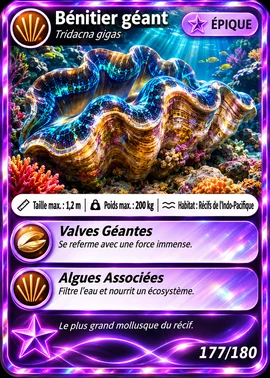 Bénitier géant
Tridacna gigas
ÉPIQUE
Taille max. : 1,2 m | Poids max. : 200 kg | Habitat : Récifs de l'Indo-Pacifique
Valves Géantes
Se referme avec une force immense.
Algues Associées
Filtre l'eau et nourrit un écosystème.
Le plus grand mollusque du récif.
177/180